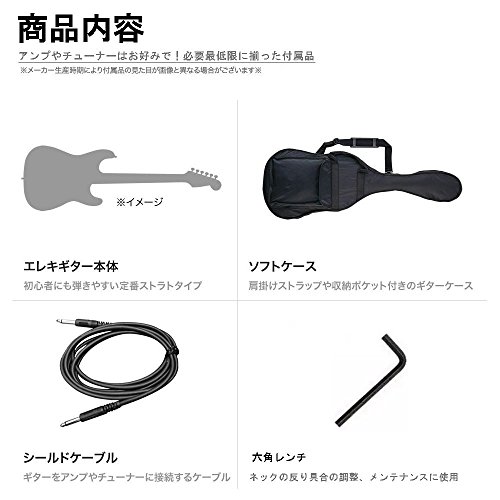 商品内容
アンプやチューナーはお好みで！必要最低限に揃った付属品
※メーカー生産時期により付属品の見た目が画像と異なる場合がございます※
※イメージ
エレキギター本体
初心者にも弾きやすい定番ストラトタイプ
ソフトケース
肩掛けストラップや収納ポケット付きのギターケース
シールドケーブル
ギターをアンプやチューナーに接続するケーブル
六角レンチ
ネックの反り具合の調整、メンテナンスに使用